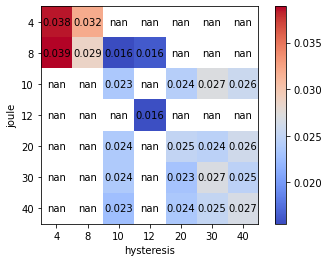 4 0.038 0.032 nan nan nan nan nan
8 0.039 0.029 0.016 0.016 nan nan nan
10 nan nan 0.023 nan 0.024 0.027 0.026
12 nan nan nan 0.016 nan nan nan
20 nan nan 0.024 nan 0.025 0.024 0.026
30 nan nan 0.024 nan 0.023 0.027 0.025
40 nan nan 0.023 nan 0.024 0.025 0.027
4 8 10 12 20 30 40
hysteresis
joule
0.035
0.030
0.025
0.020